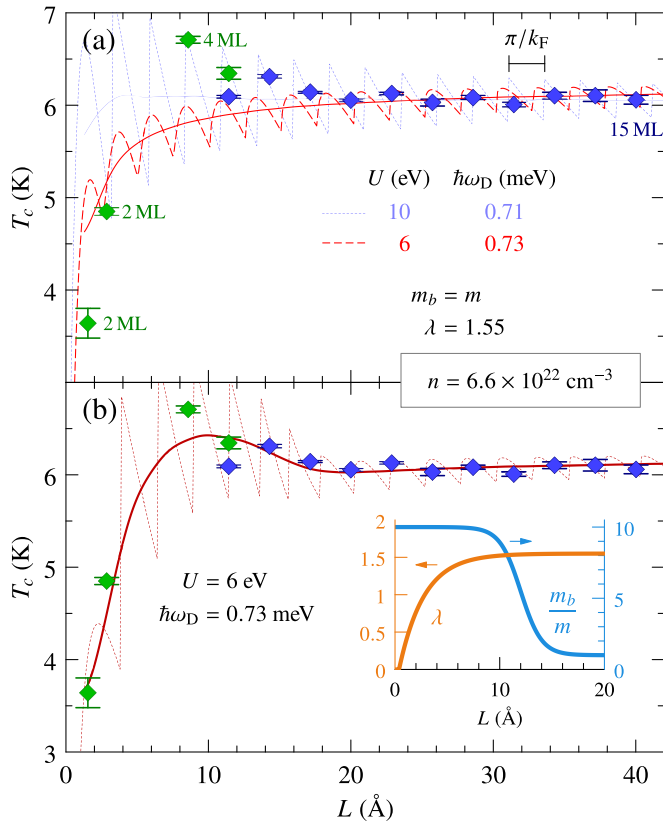 7
6
5
4
T_c (K)
(a)
4 ML
2 ML
2 ML
π/k_F
15 ML
U (eV) ℏω_D (meV)
10 0.71
6 0.73
m_b = m
λ = 1.55
n = 6.6 × 10²² cm⁻³
(b)
6
5
4
3
T_c (K)
U = 6 eV
ℏω_D = 0.73 meV
2
1.5
1
0.5
0
λ
10
5
0
m_b/m
0 10 20
L (Å)
0 10 20 30 40
L (Å)